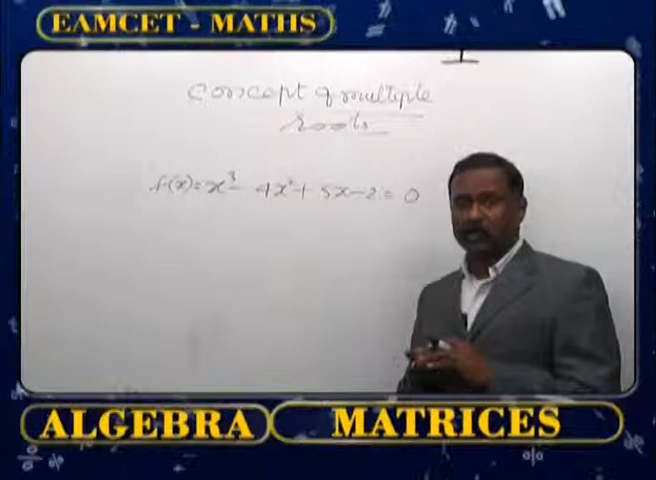 EAMCET - MATHS
Concept of multiple
roots
f(x)= x³ - 4x² + 5x - 2 = 0
ALGEBRA
MATRICES